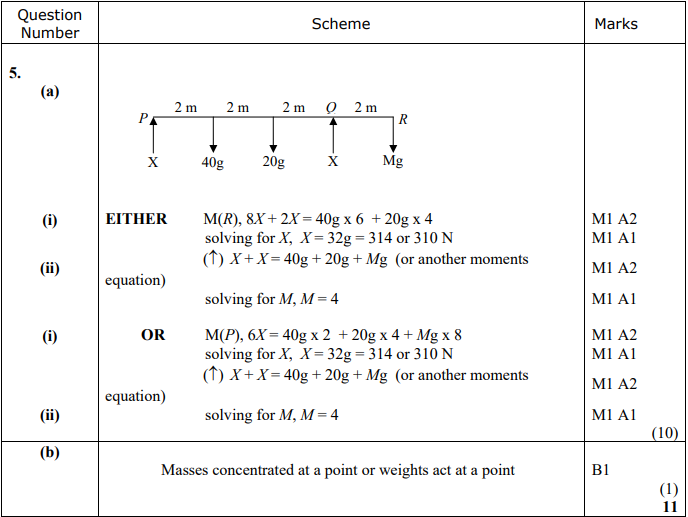 Question Number Scheme Marks
5.
(a)
2 m 2 m 2 m Q 2 m
P R
X 40g 20g X Mg
(i) EITHER M(R), 8X + 2X = 40g x 6 + 20g x 4 M1 A2
solving for X, X = 32g = 314 or 310 N M1 A1
(ii) (↑) X + X = 40g + 20g + Mg (or another moments equation) M1 A2
solving for M, M = 4 M1 A1
(i) OR M(P), 6X = 40g x 2 + 20g x 4 + Mg x 8 M1 A2
solving for X, X = 32g = 314 or 310 N M1 A1
(↑) X + X = 40g + 20g + Mg (or another moments equation) M1 A2
(ii) solving for M, M = 4 M1 A1
(10)
(b)
Masses concentrated at a point or weights act at a point B1
(1)
11